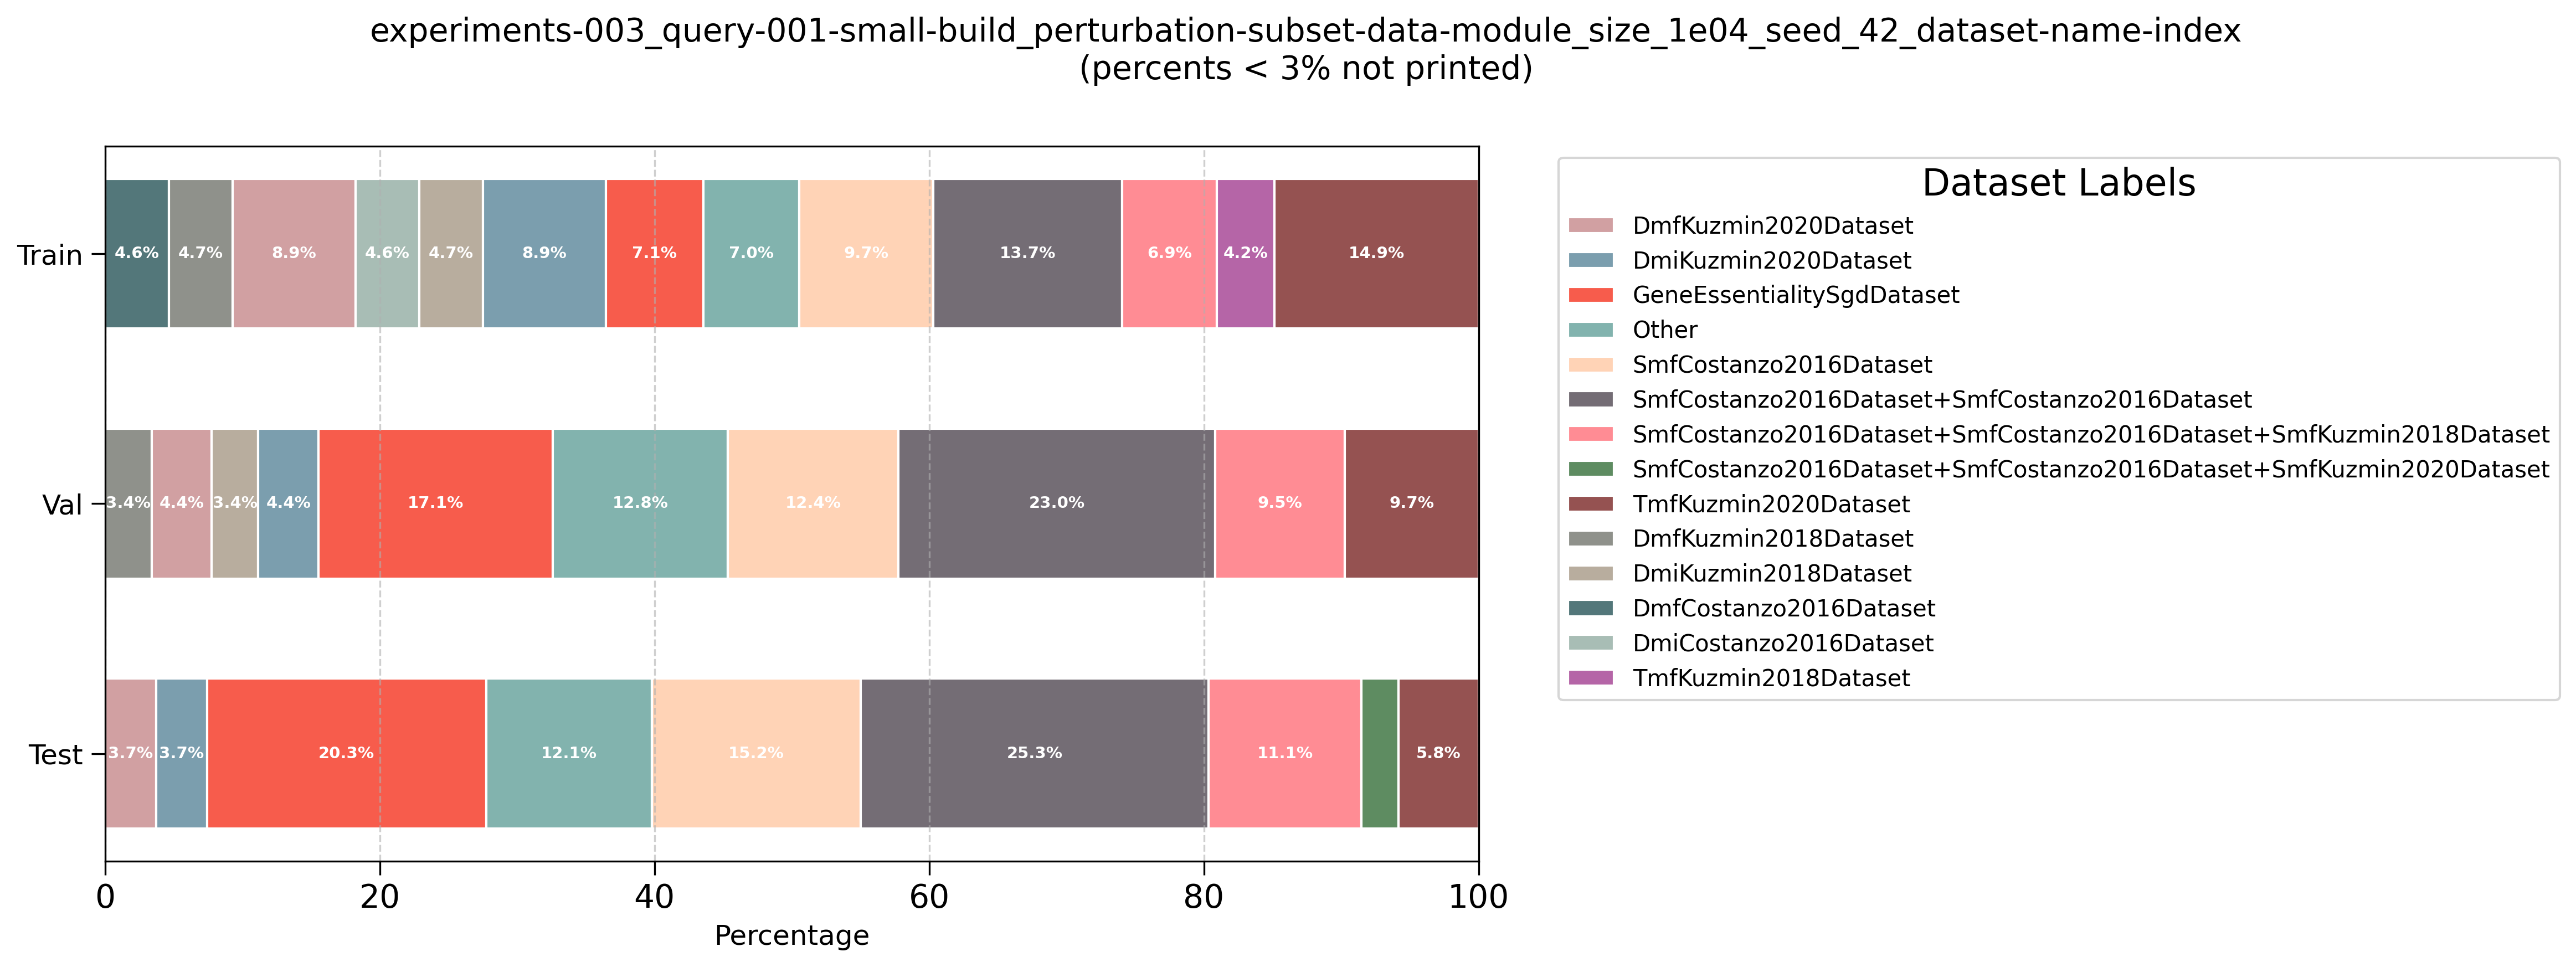 experiments-003_query-001-small-build_perturbation-subset-data-module_size_1e04_seed_42_dataset-name-index
(percents < 3% not printed)
Train
4.6% 4.7% 8.9% 4.6% 4.7% 8.9% 7.1% 7.0% 9.7% 13.7% 6.9% 4.2% 14.9%
Val
3.4% 4.4% 3.4% 4.4% 17.1% 12.8% 12.4% 23.0% 9.5% 9.7%
Test
3.7% 3.7% 20.3% 12.1% 15.2% 25.3% 11.1% 5.8%
0 20 40 60 80 100
Percentage
Dataset Labels
DmfKuzmin2020Dataset
DmiKuzmin2020Dataset
GeneEssentialitySgdDataset
Other
SmfCostanzo2016Dataset
SmfCostanzo2016Dataset+SmfCostanzo2016Dataset
SmfCostanzo2016Dataset+SmfCostanzo2016Dataset+SmfKuzmin2018Dataset
SmfCostanzo2016Dataset+SmfCostanzo2016Dataset+SmfKuzmin2020Dataset
TmfKuzmin2020Dataset
DmfKuzmin2018Dataset
DmiKuzmin2018Dataset
DmfCostanzo2016Dataset
DmiCostanzo2016Dataset
TmfKuzmin2018Dataset